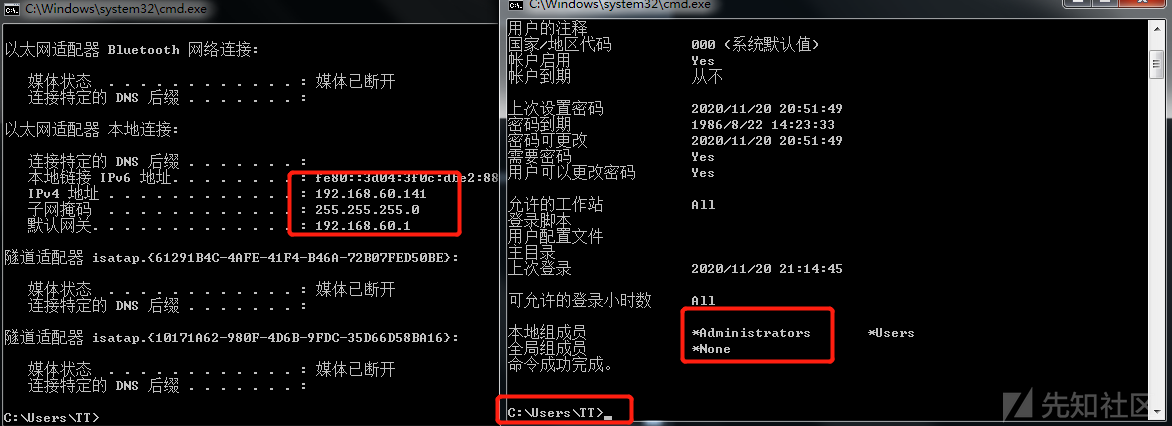 C:\Windows\system32\cmd.exe
以太网适配器 Bluetooth 网络连接:
媒体状态 . . . . . . . . . . . . : 媒体已断开
连接特定的 DNS 后缀 . . . . . . . :
以太网适配器 本地连接:
连接特定的 DNS 后缀 . . . . . . . :
本地链接 IPv6 地址. . . . . . . . : fe80::3d04:3f0c:dbe2:88
IPv4 地址 . . . . . . . . . . . . : 192.168.60.141
子网掩码 . . . . . . . . . . . . : 255.255.255.0
默认网关. . . . . . . . . . . . . : 192.168.60.1
隧道适配器 isatap.{61291B4C-4AFE-41F4-B46A-72B07FED50BE}:
媒体状态 . . . . . . . . . . . . : 媒体已断开
连接特定的 DNS 后缀 . . . . . . . :
隧道适配器 isatap.{10171A62-980F-4D6B-9FDC-35D66D58BA16}:
媒体状态 . . . . . . . . . . . . : 媒体已断开
连接特定的 DNS 后缀 . . . . . . . :
C:\Users\TT>
C:\Windows\system32\cmd.exe
用户的注释
国家/地区代码 000 (系统默认值)
帐户启用 Yes
帐户到期 从不
上次设置密码 2020/11/20 20:51:49
密码到期 1986/8/22 14:23:33
密码可更改 2020/11/20 20:51:49
需要密码 Yes
用户可以更改密码 Yes
允许的工作站 All
登录脚本
用户配置文件
主目录
上次登录 2020/11/20 21:14:45
可允许的登录小时数 All
本地组成员 *Administrators *Users
全局组成员 *None
命令成功完成。
C:\Users\TT>_
先知社区